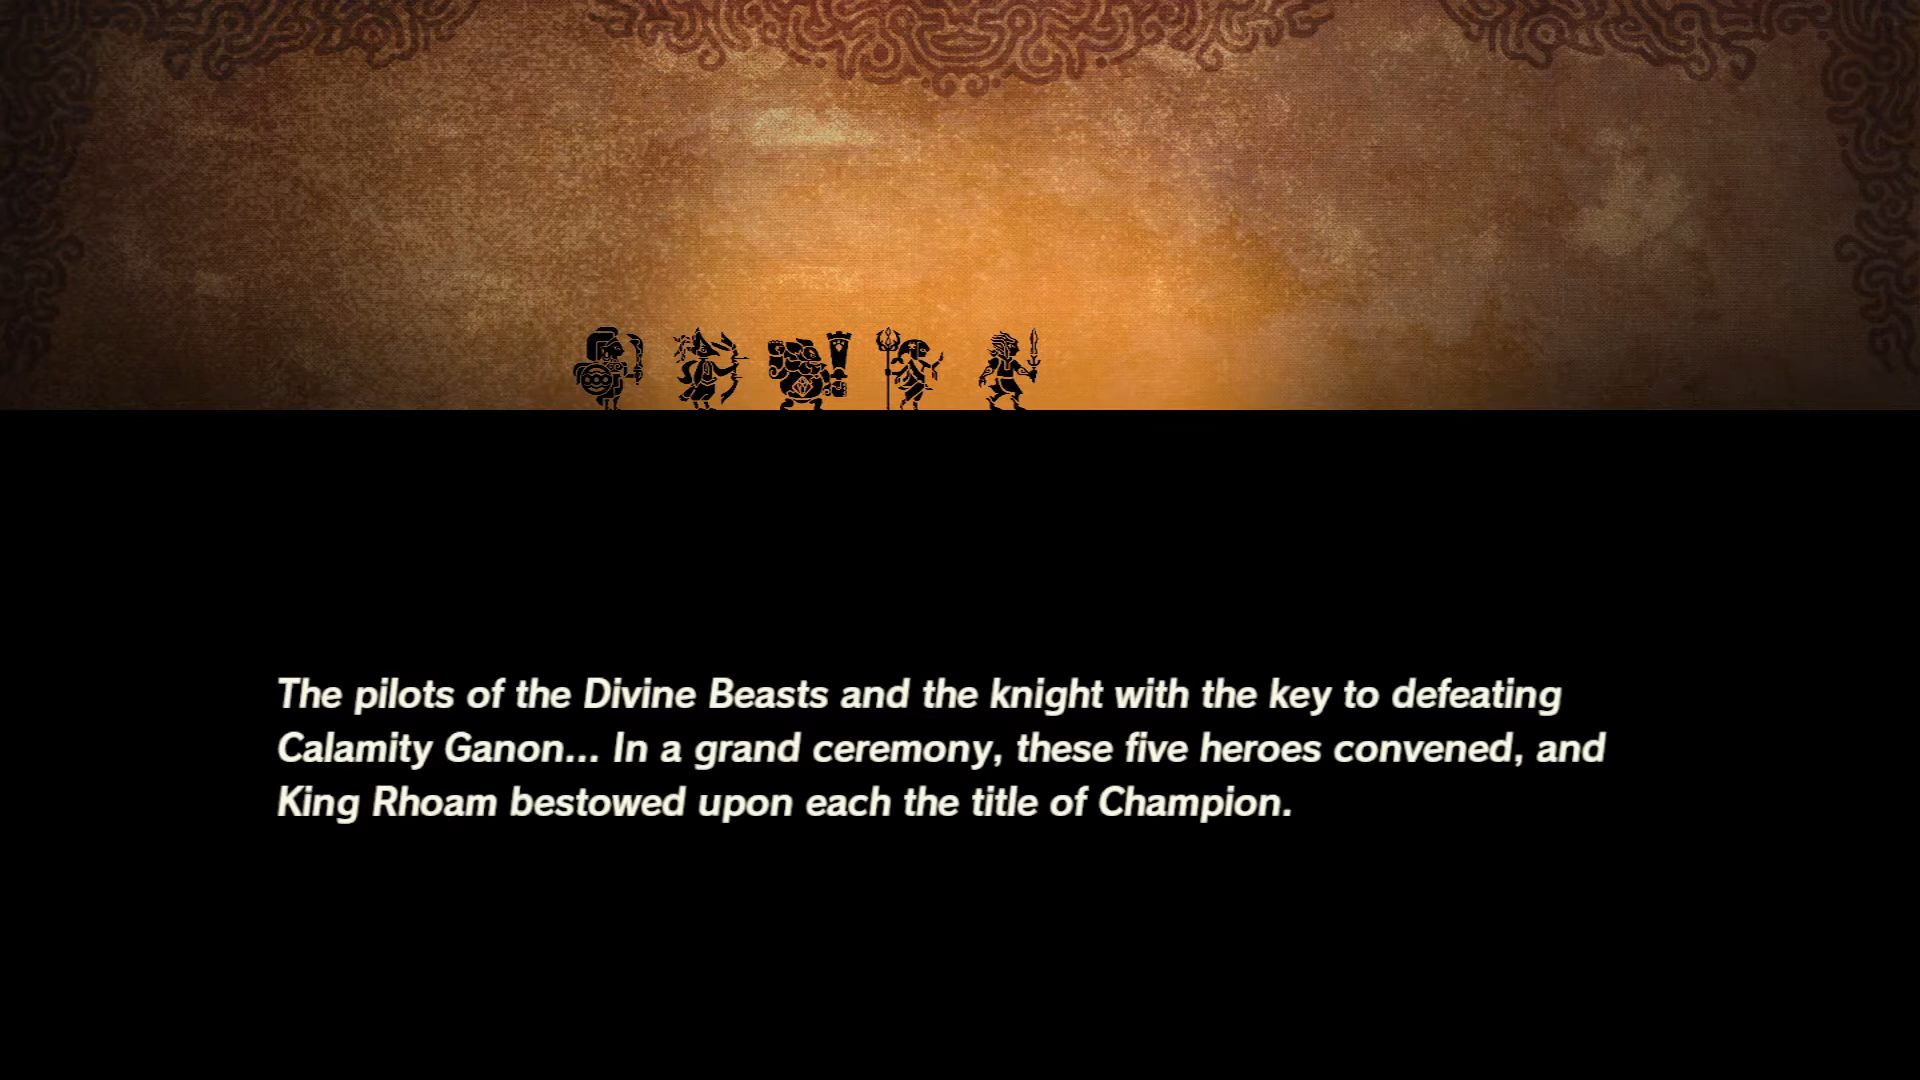 The pilots of the Divine Beasts and the knight with the key to defeating
Calamity Ganon... In a grand ceremony, these five heroes convened, and
King Rhoam bestowed upon each the title of Champion.